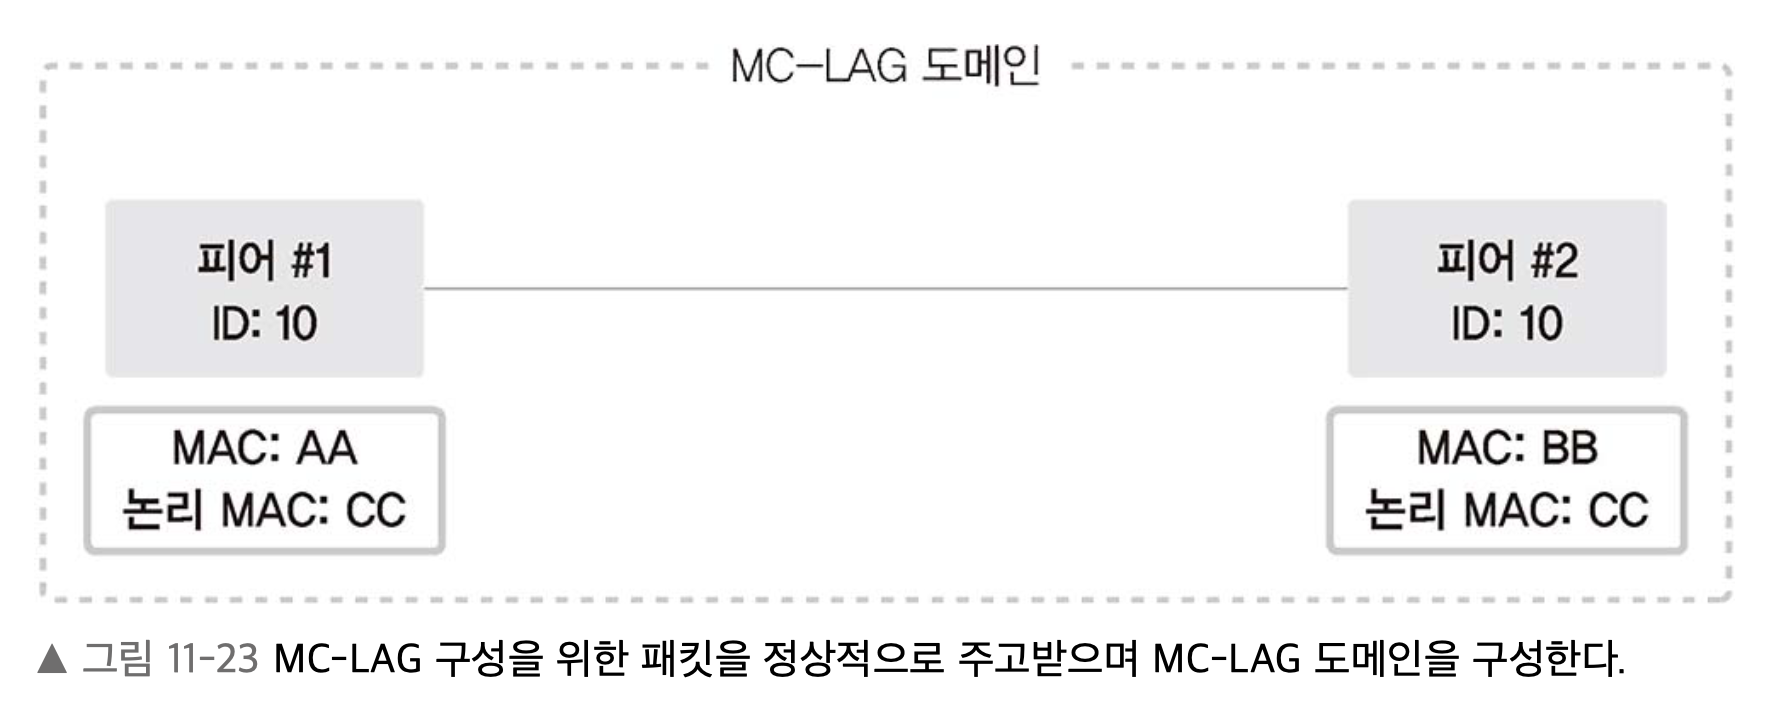 MC-LAG 도메인
피어 #1
ID: 10
피어 #2
ID: 10
MAC: AA
논리 MAC: CC
MAC: BB
논리 MAC: CC
▲ 그림 11-23 MC-LAG 구성을 위한 패킷을 정상적으로 주고받으며 MC-LAG 도메인을 구성한다.